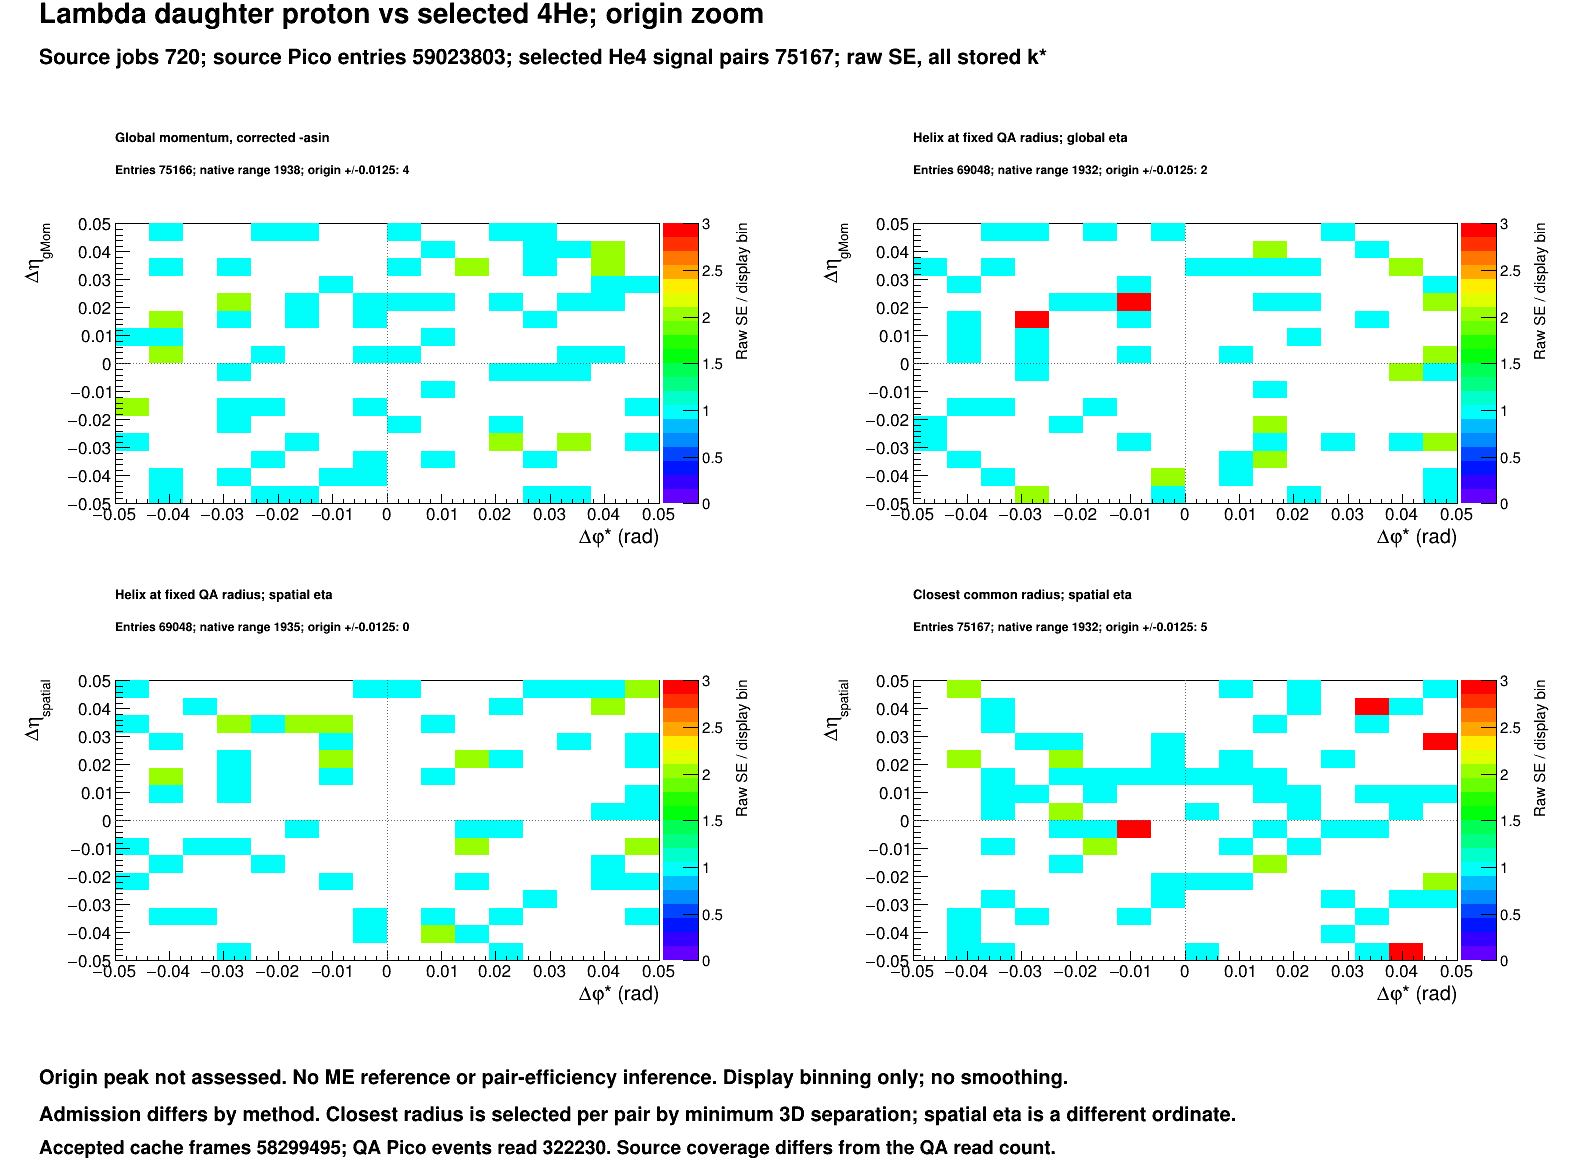 Lambda daughter proton vs selected 4He; origin zoom
Source jobs 720; source Pico entries 59023803; selected He4 signal pairs 75167; raw SE, all stored k*
Global momentum, corrected -asin
Entries 75166; native range 1938; origin +/-0.0125: 4
Δη gMom
0.05
0.04
0.03
0.02
0.01
0
−0.01
−0.02
−0.03
−0.04
−0.05
−0.05 −0.04 −0.03 −0.02 −0.01 0 0.01 0.02 0.03 0.04 0.05
Δφ* (rad)
3
2.5
2
1.5
1
0.5
0
Raw SE / display bin
Helix at fixed QA radius; global eta
Entries 69048; native range 1932; origin +/-0.0125: 2
Δη gMom
0.05
0.04
0.03
0.02
0.01
0
−0.01
−0.02
−0.03
−0.04
−0.05
−0.05 −0.04 −0.03 −0.02 −0.01 0 0.01 0.02 0.03 0.04 0.05
Δφ* (rad)
3
2.5
2
1.5
1
0.5
0
Raw SE / display bin
Helix at fixed QA radius; spatial eta
Entries 69048; native range 1935; origin +/-0.0125: 0
Δη spatial
0.05
0.04
0.03
0.02
0.01
0
−0.01
−0.02
−0.03
−0.04
−0.05
−0.05 −0.04 −0.03 −0.02 −0.01 0 0.01 0.02 0.03 0.04 0.05
Δφ* (rad)
3
2.5
2
1.5
1
0.5
0
Raw SE / display bin
Closest common radius; spatial eta
Entries 75167; native range 1932; origin +/-0.0125: 5
Δη spatial
0.05
0.04
0.03
0.02
0.01
0
−0.01
−0.02
−0.03
−0.04
−0.05
−0.05 −0.04 −0.03 −0.02 −0.01 0 0.01 0.02 0.03 0.04 0.05
Δφ* (rad)
3
2.5
2
1.5
1
0.5
0
Raw SE / display bin
Origin peak not assessed. No ME reference or pair-efficiency inference. Display binning only; no smoothing.
Admission differs by method. Closest radius is selected per pair by minimum 3D separation; spatial eta is a different ordinate.
Accepted cache frames 58299495; QA Pico events read 322230. Source coverage differs from the QA read count.